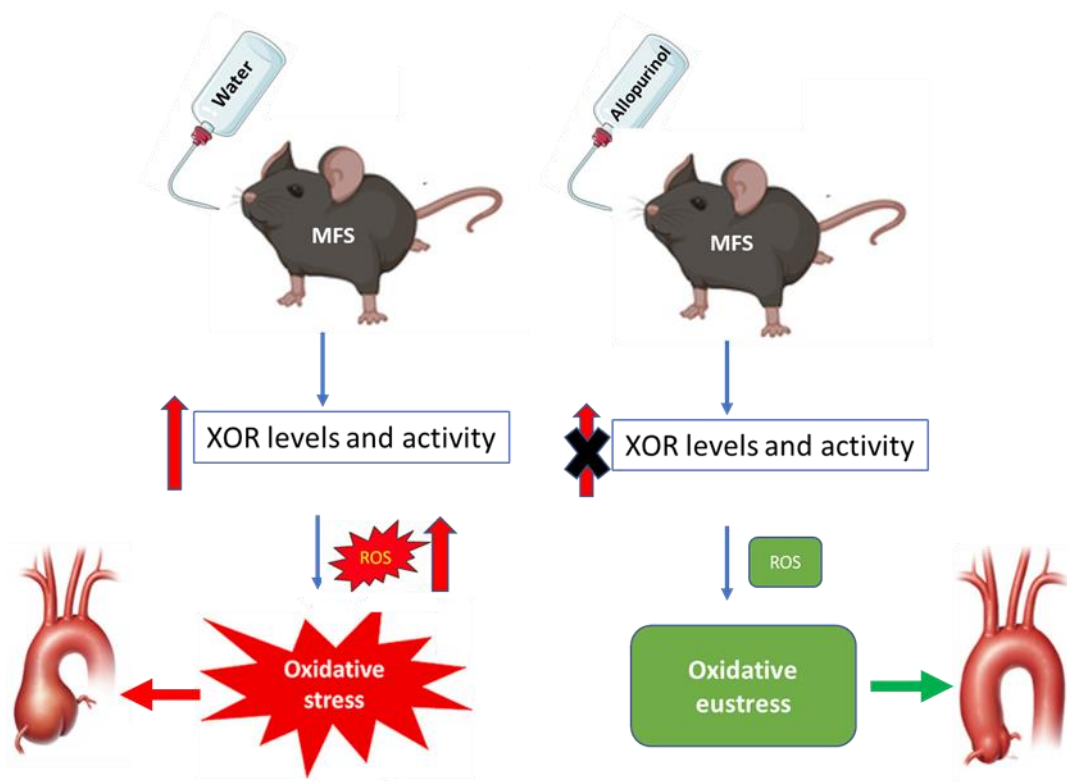 Water
Allopurinol
MFS
MFS
XOR levels and activity
XOR levels and activity
ROS
ROS
Oxidative
stress
Oxidative
eustress